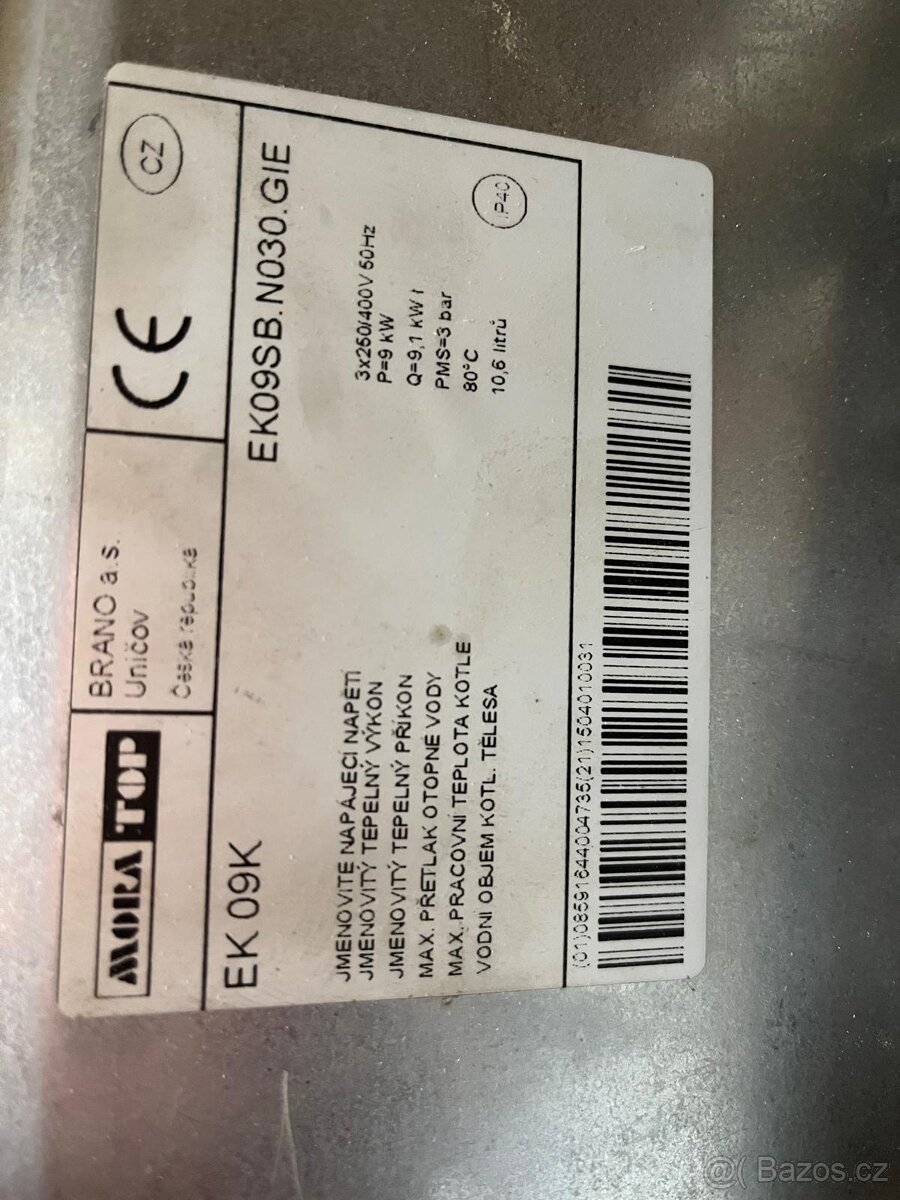 MORA TOP
BRANO a.s.
Uničov
Česká republika
CE
CZ
EK 09K
EK09SB.N030.GIE
JMENOVITÉ NAPÁJECÍ NAPĚTÍ 3x250/400V 50Hz
JMENOVITÝ TEPELNÝ VÝKON P=9 kW
JMENOVITÝ TEPELNÝ PŘÍKON Q=9,1 kW
MAX. PŘETLAK OTOPNÉ VODY PMS=3 bar
MAX. PRACOVNÍ TEPLOTA KOTLE 80°C
VODNÍ OBJEM KOTL. TĚLESA 10,6 litrů
IP40
(01)08591644004735(21)1504010031
@( Bazos.cz